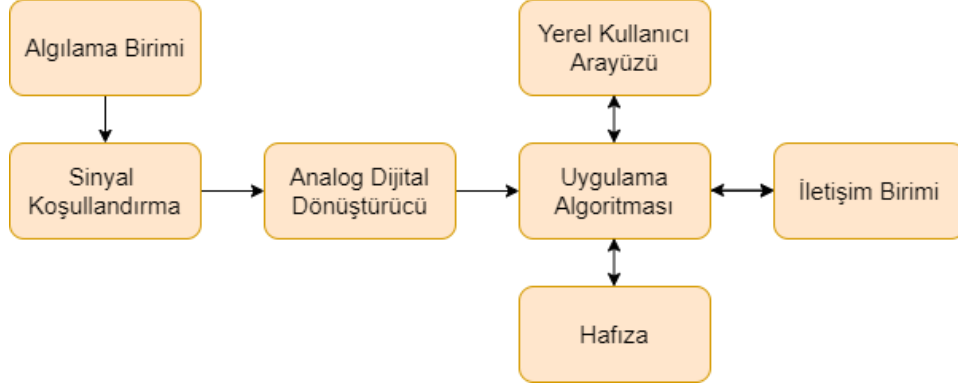 Algılama Birimi
Yerel Kullanıcı
Arayüzü
Sinyal
Koşullandırma
Analog Dijital
Dönüştürücü
Uygulama
Algoritması
İletişim Birimi
Hafıza